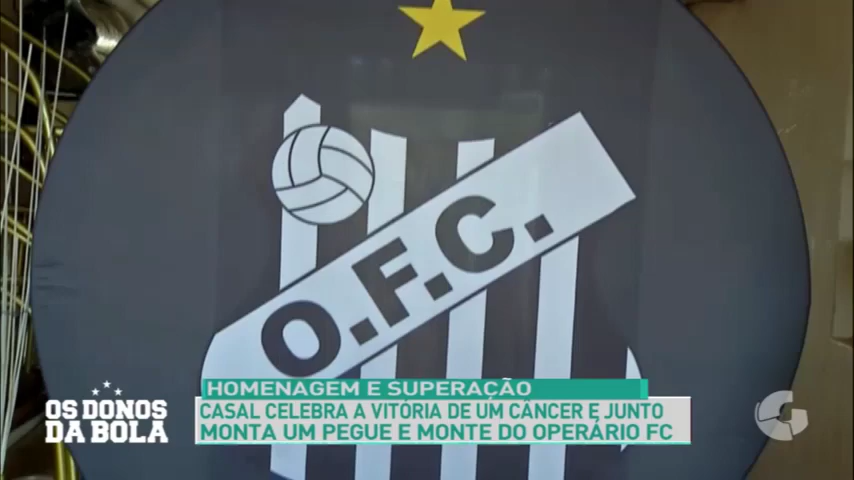 O.F.C.
HOMENAGEM E SUPERAÇÃO
CASAL CELEBRA A VITÓRIA DE UM CÂNCER E JUNTO
MONTA UM PEGUE E MONTE DO OPERÁRIO FC
OS DONOS
DA BOLA